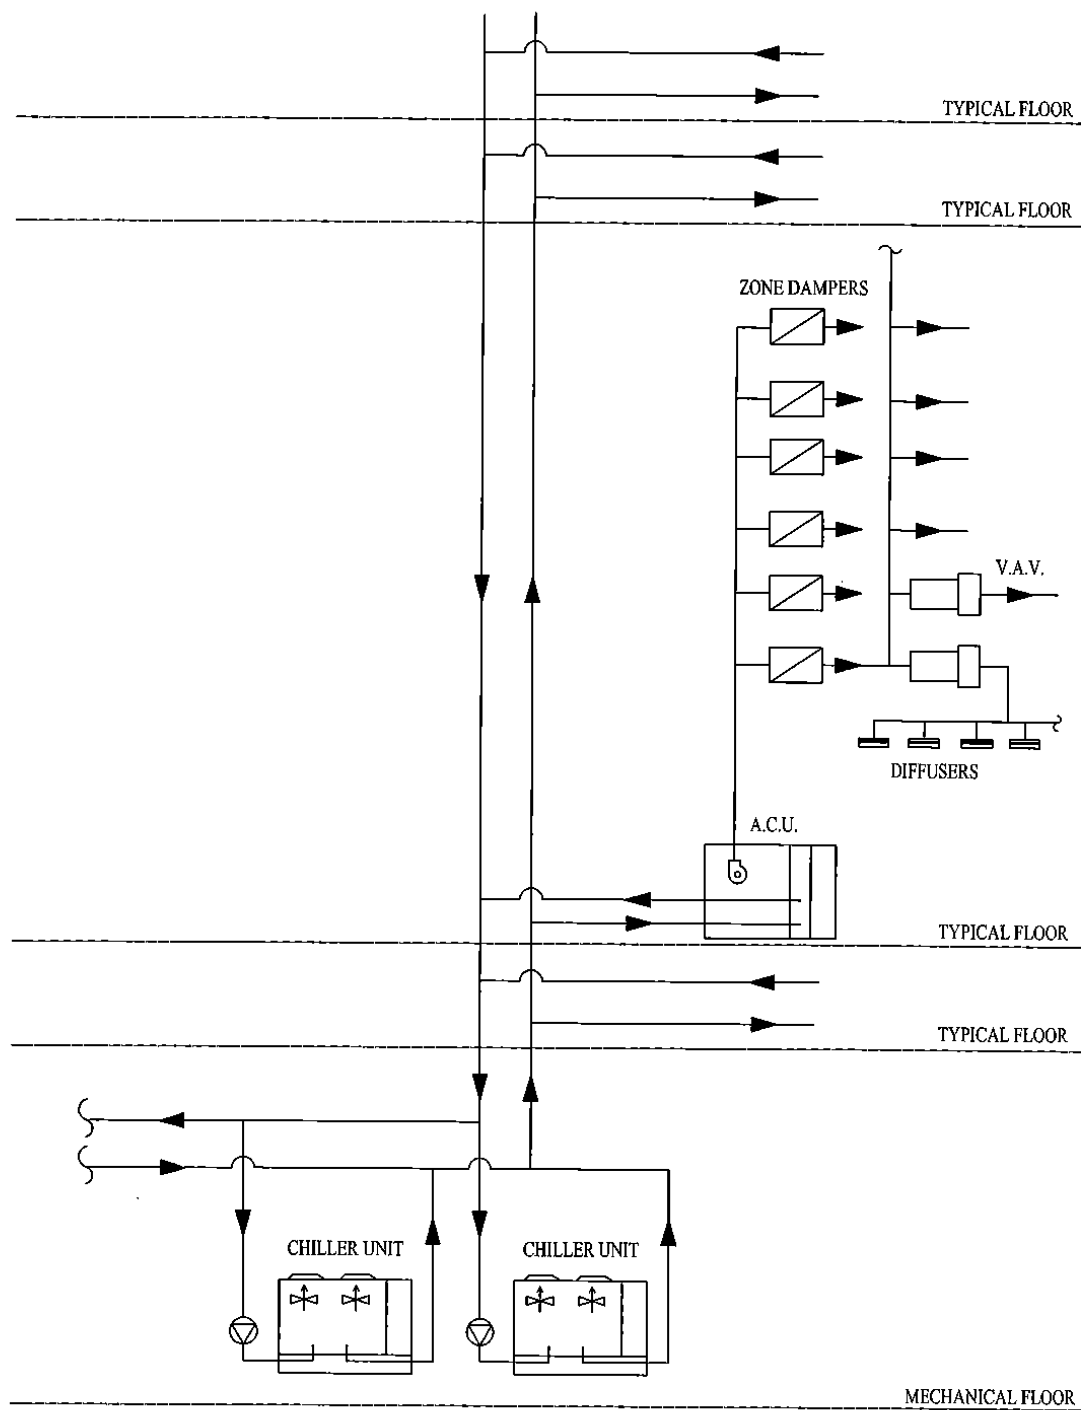 TYPICAL FLOOR
TYPICAL FLOOR
ZONE DAMPERS
V.A.V.
DIFFUSERS
A.C.U.
TYPICAL FLOOR
TYPICAL FLOOR
CHILLER UNIT
CHILLER UNIT
MECHANICAL FLOOR